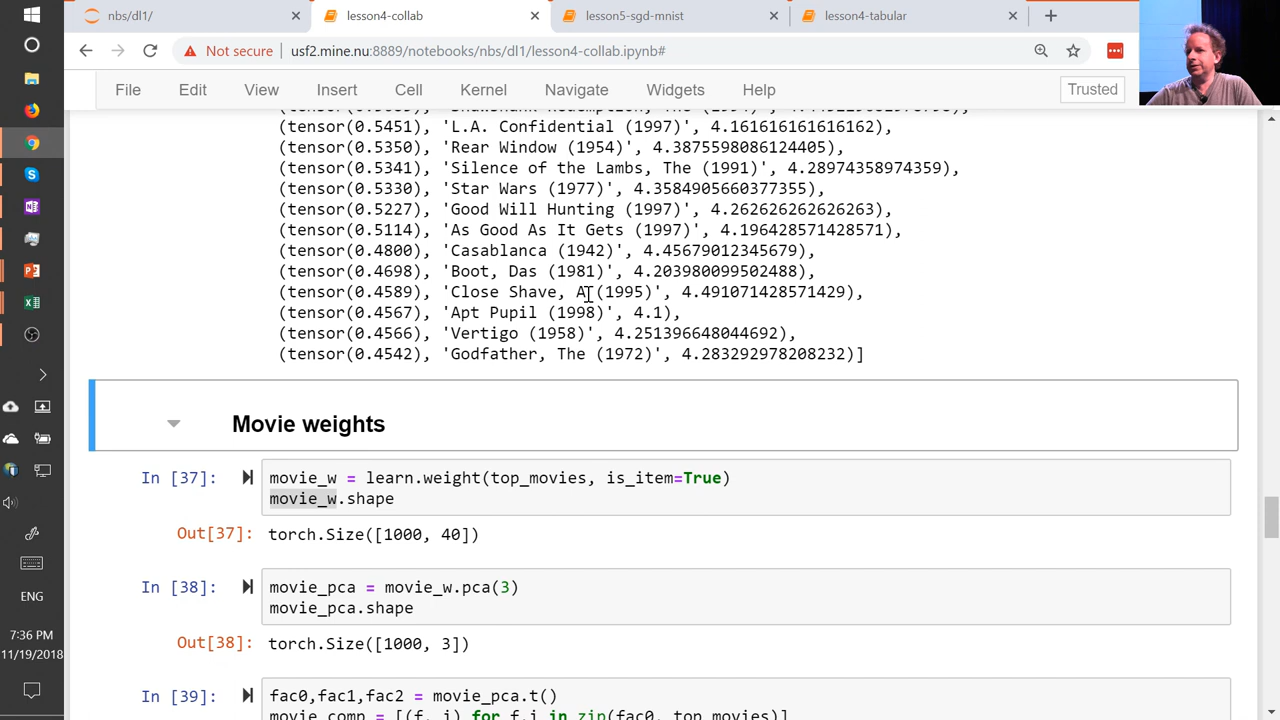 nbs/dl1/
lesson4-collab
lesson5-sgd-mnist
lesson4-tabular
Not secure
usf2.mine.nu:8889/notebooks/nbs/dl1/lesson4-collab.ipynb#
File Edit View Insert Cell Kernel Navigate Widgets Help
Trusted
(tensor(0.5451), 'L.A. Confidential (1997)', 4.161616161616162),
(tensor(0.5350), 'Rear Window (1954)', 4.3875598086124405),
(tensor(0.5341), 'Silence of the Lambs, The (1991)', 4.28974358974359),
(tensor(0.5330), 'Star Wars (1977)', 4.3584905660377355),
(tensor(0.5227), 'Good Will Hunting (1997)', 4.262626262626263),
(tensor(0.5114), 'As Good As It Gets (1997)', 4.196428571428571),
(tensor(0.4800), 'Casablanca (1942)', 4.45679012345679),
(tensor(0.4698), 'Boot, Das (1981)', 4.203980099502488),
(tensor(0.4589), 'Close Shave, A (1995)', 4.491071428571429),
(tensor(0.4567), 'Apt Pupil (1998)', 4.1),
(tensor(0.4566), 'Vertigo (1958)', 4.251396648044692),
(tensor(0.4542), 'Godfather, The (1972)', 4.283292978208232)]
Movie weights
In [37]: movie_w = learn.weight(top_movies, is_item=True)
movie_w.shape
Out[37]: torch.Size([1000, 40])
In [38]: movie_pca = movie_w.pca(3)
movie_pca.shape
Out[38]: torch.Size([1000, 3])
In [39]: fac0,fac1,fac2 = movie_pca.t()
movie_comp = [(f, i) for f,i in zip(fac0, top_movies)]
ENG
7:36 PM
11/19/2018